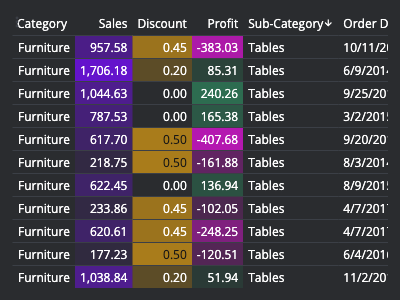 Category Sales Discount Profit Sub-Category↓ Order D
Furniture 957.58 0.45 -383.03 Tables 10/11/20
Furniture 1,706.18 0.20 85.31 Tables 6/9/2014
Furniture 1,044.63 0.00 240.26 Tables 9/25/201
Furniture 787.53 0.00 165.38 Tables 3/2/2015
Furniture 617.70 0.50 -407.68 Tables 9/20/201
Furniture 218.75 0.50 -161.88 Tables 8/3/2014
Furniture 622.45 0.00 136.94 Tables 8/9/2015
Furniture 233.86 0.45 -102.05 Tables 4/7/2017
Furniture 620.61 0.45 -248.25 Tables 4/7/2017
Furniture 177.23 0.50 -120.51 Tables 6/4/2016
Furniture 1,038.84 0.20 51.94 Tables 11/2/201